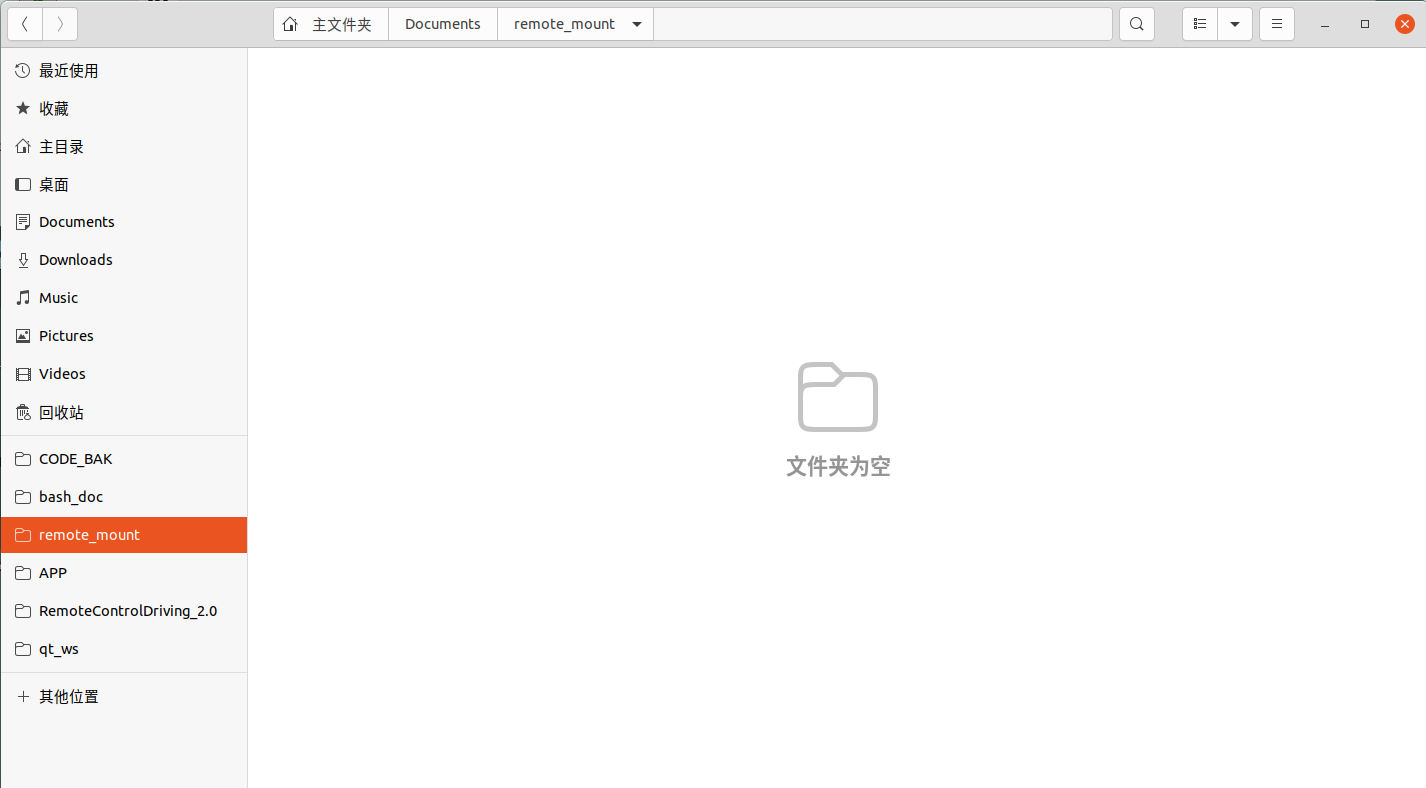 主文件夹 Documents remote_mount
最近使用
收藏
主目录
桌面
Documents
Downloads
Music
Pictures
Videos
回收站
CODE_BAK
bash_doc
remote_mount
APP
RemoteControlDriving_2.0
qt_ws
其他位置
文件夹为空